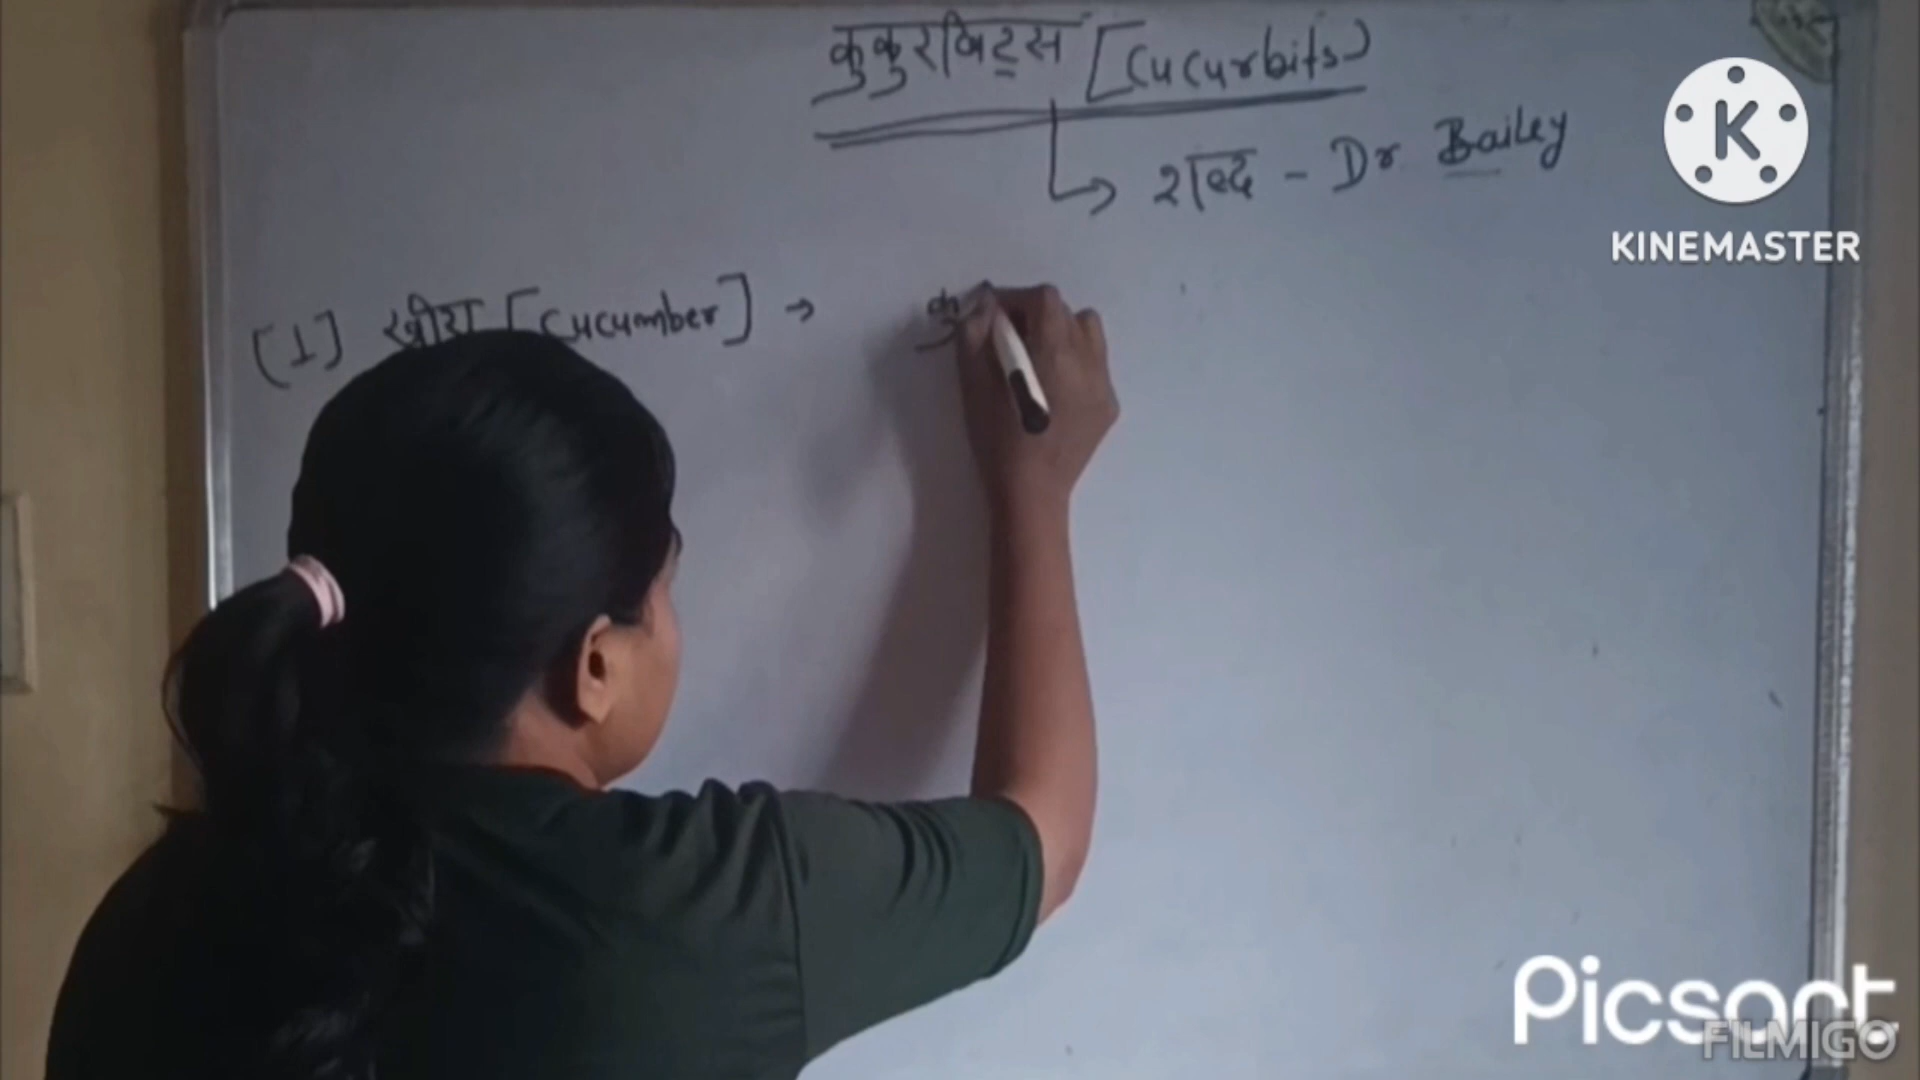 कुकुरबिट्स [Cucurbits)
→ शब्द - Dr Bailey
[1] खीरा [Cucumber] → कु
KINEMASTER
Picsart
FILMIGO